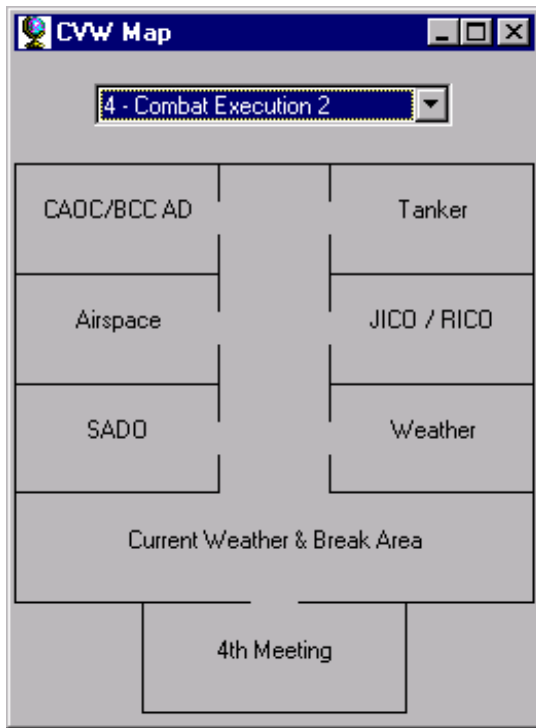 CVW Map
4 - Combat Execution 2
CAOC/BCC AD
Tanker
Airspace
JICO / RICO
SADO
Weather
Current Weather & Break Area
4th Meeting